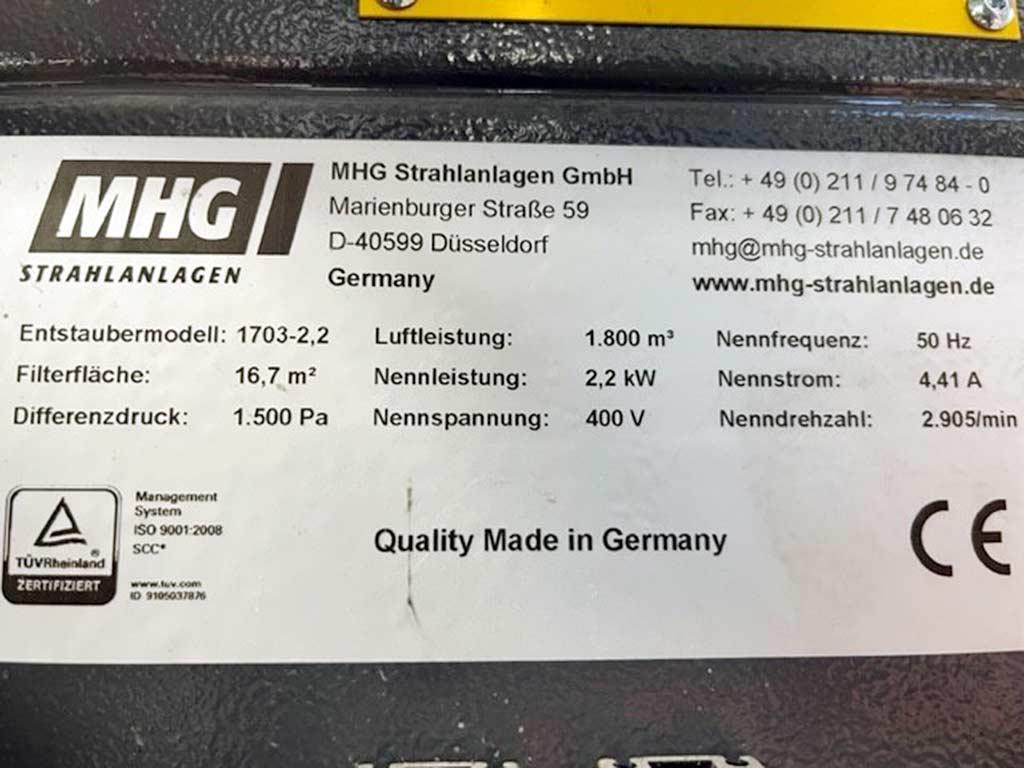 MHG
STRAHLANLAGEN
MHG Strahlanlagen GmbH
Marienburger Straße 59
D-40599 Düsseldorf
Germany
Tel.: + 49 (0) 211 / 9 74 84 - 0
Fax: + 49 (0) 211 / 7 48 06 32
mhg@mhg-strahlanlagen.de
www.mhg-strahlanlagen.de
Entstaubermodell: 1703-2,2 Luftleistung: 1.800 m³ Nennfrequenz: 50 Hz
Filterfläche: 16,7 m² Nennleistung: 2,2 kW Nennstrom: 4,41 A
Differenzdruck: 1.500 Pa Nennspannung: 400 V Nenndrehzahl: 2.905/min
TÜVRheinland®
ZERTIFIZIERT
Management
System
ISO 9001:2008
SCC*
www.tuv.com
ID 9105037876
Quality Made in Germany
CE